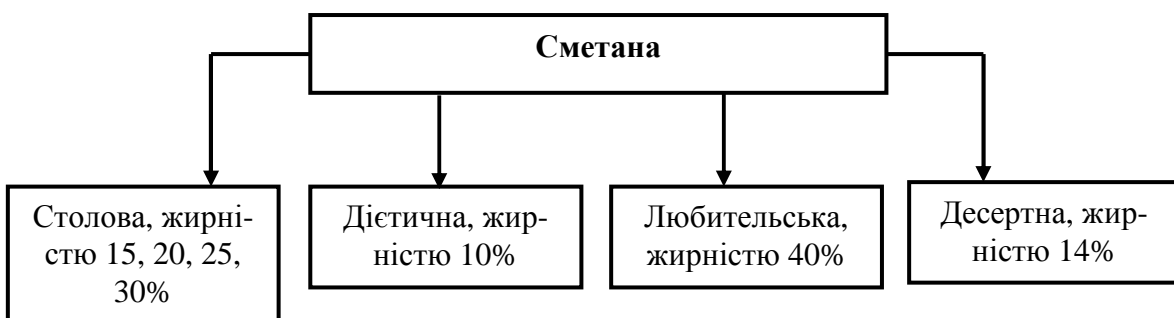 Сметана
Столова, жирні-
стю 15, 20, 25,
30%
Дієтична, жир-
ністю 10%
Любительська,
жирністю 40%
Десертна, жир-
ністю 14%